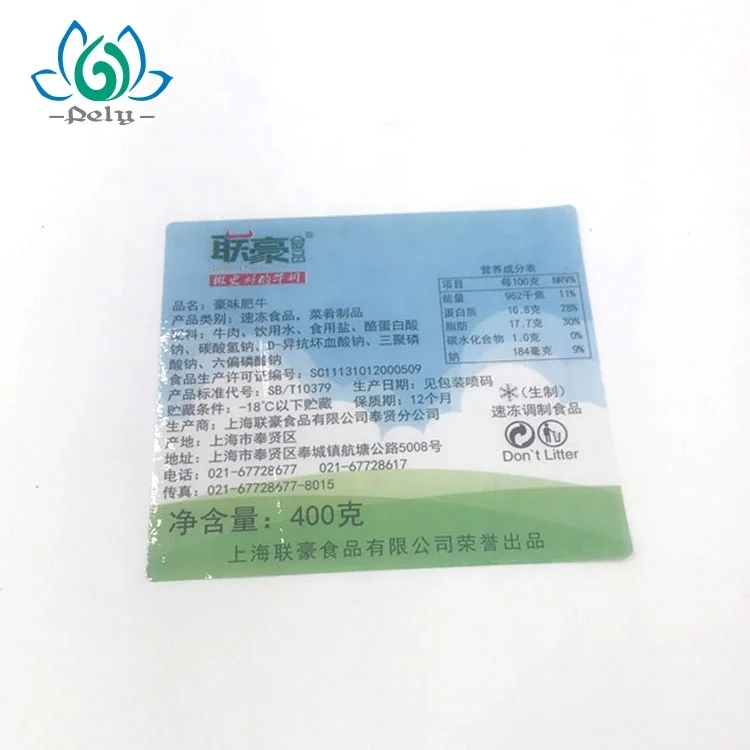 -Pely-
联豪®
做更好的牛排
品名：豪味肥牛
产品类别：速冻食品，菜肴制品
配料：牛肉、饮用水、食用盐、酪蛋白酸
钠、碳酸氢钠、D-异抗坏血酸钠、三聚磷
酸钠、六偏磷酸钠
食品生产许可证编号：SC11131012000509
产品标准代号：SB/T10379 生产日期：见包装喷码
贮藏条件：-18℃以下贮藏 保质期：12个月
生产商：上海联豪食品有限公司奉贤分公司
产地：上海市奉贤区
地址：上海市奉贤区奉城镇航塘公路5008号
电话：021-67728677 021-67728617
传真：021-67728677-8015
净含量：400克
上海联豪食品有限公司荣誉出品
营养成分表
项目 每100克 NRV%
能量 962千焦 11%
蛋白质 16.8克 28%
脂肪 17.7克 30%
碳水化合物 1.0克 0%
钠 184毫克 9%
(生制)
速冻调制食品
Don`t Litter